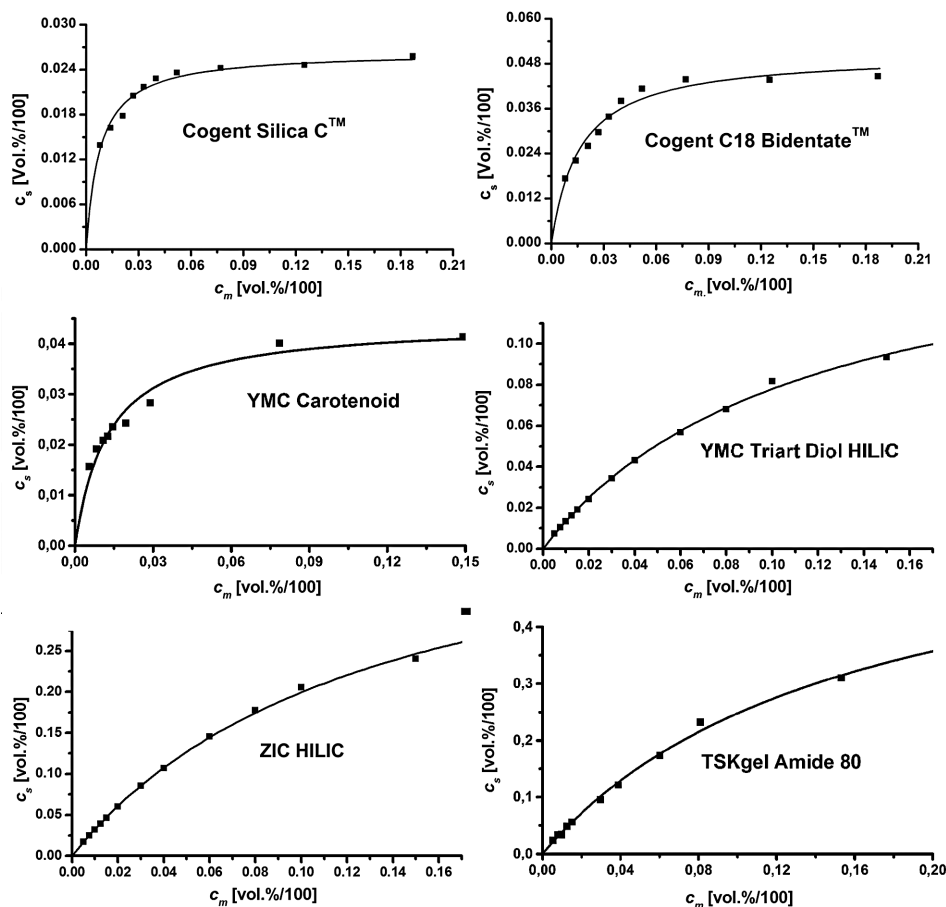 0.030
0.024
0.018
0.012
0.006
0.000
c_s [Vol.%/100]
Cogent Silica C™
0.00 0.03 0.06 0.09 0.12 0.15 0.18 0.21
c_m [vol.%/100]
0.060
0.048
0.036
0.024
0.012
0.000
c_s [vol.%/100]
Cogent C18 Bidentate™
0.00 0.03 0.06 0.09 0.12 0.15 0.18 0.21
c_m. [vol.%/100]
0,04
0,03
0,02
0,01
0,00
c_s [vol.%/100]
YMC Carotenoid
0,00 0,03 0,06 0,09 0,12 0,15
c_m [vol.%/100]
0.10
0.08
0.06
0.04
0.02
0.00
c_s [vol.%/100]
YMC Triart Diol HILIC
0.00 0.02 0.04 0.06 0.08 0.10 0.12 0.14 0.16
c_m [vol.%/100]
0.25
0.20
0.15
0.10
0.05
0.00
c_s [vol.%/100]
ZIC HILIC
0.00 0.02 0.04 0.06 0.08 0.10 0.12 0.14 0.16
c_m [vol.%/100]
0,4
0,3
0,2
0,1
0,0
c_s [vol.%/100]
TSKgel Amide 80
0,00 0,04 0,08 0,12 0,16 0,20
c_m [vol.%/100]